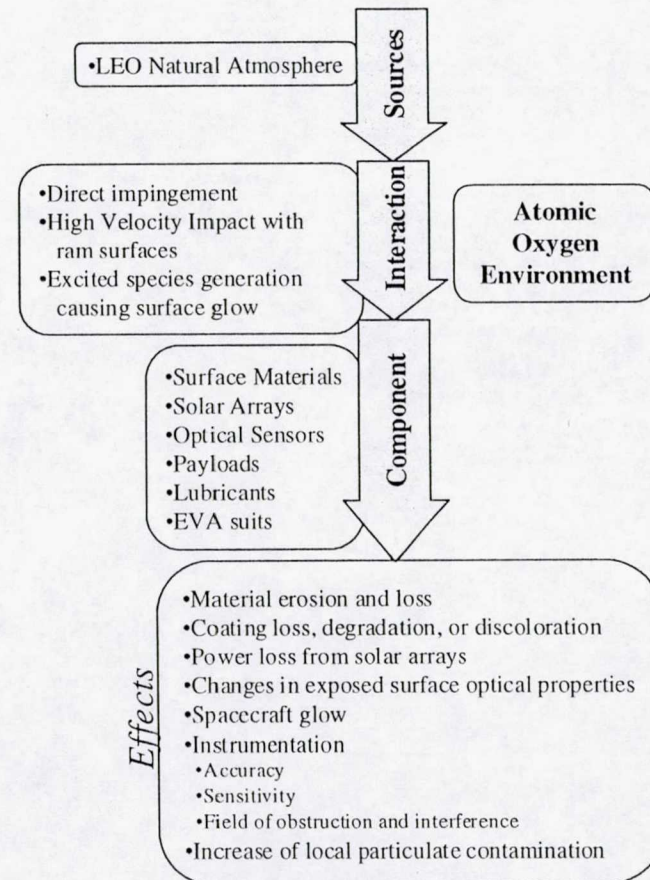 Sources
•LEO Natural Atmosphere
Interaction
•Direct impingement
•High Velocity Impact with
ram surfaces
•Excited species generation
causing surface glow
Atomic
Oxygen
Environment
Component
•Surface Materials
•Solar Arrays
•Optical Sensors
•Payloads
•Lubricants
•EVA suits
Effects
•Material erosion and loss
•Coating loss, degradation, or discoloration
•Power loss from solar arrays
•Changes in exposed surface optical properties
•Spacecraft glow
•Instrumentation
•Accuracy
•Sensitivity
•Field of obstruction and interference
•Increase of local particulate contamination